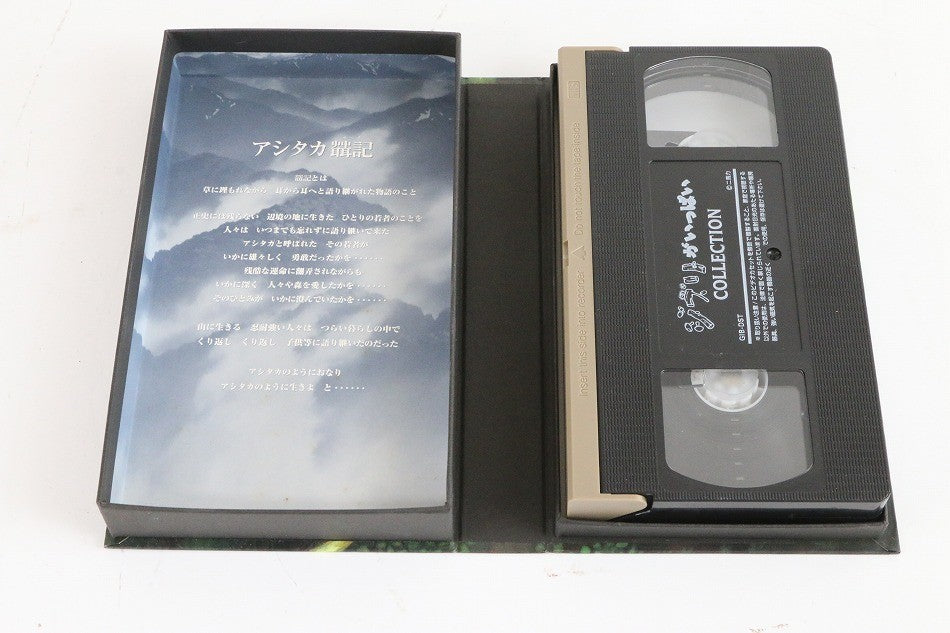 アシタカ𦻙記
𦻙記とは
草に埋もれながら 耳から耳へと語り継がれた物語のこと
正史には残らない 辺境の地に生きた ひとりの若者のことを
人々は いつまでも忘れずに語り継いで来た
アシタカと呼ばれた その若者が
いかに雄々しく 勇敢だったかを・・・・・・
残酷な運命に翻弄されながらも
いかに深く 人々や森を愛したかを・・・・・・
そのひとみが いかに澄んでいたかを・・・・・・
山に生きる 忍耐強い人々は つらい暮らしの中で
くり返し くり返し 子供等に語り継いだのだった
アシタカのようにおなり
アシタカのように生きよ と・・・・・・
Insert this side into recorder △ Do not touch the tape inside
ジブリがいっぱい
COLLECTION
©二馬力